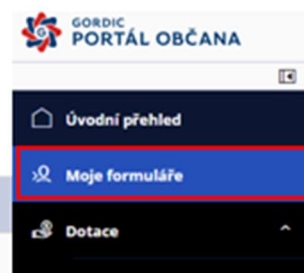 GORDIC
PORTÁL OBČANA
Úvodní přehled
Moje formuláře
Dotace